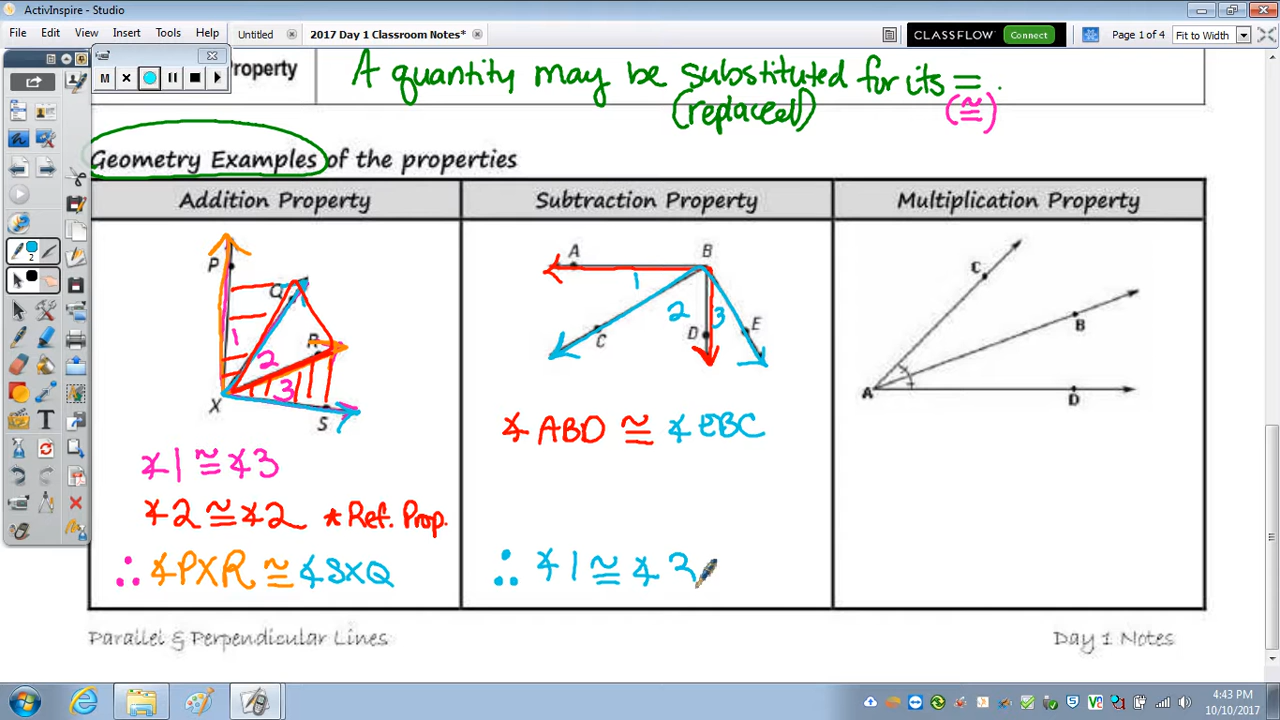 ActivInspire - Studio
File Edit View Insert Tools Help
Untitled
2017 Day 1 Classroom Notes*
CLASSFLOW Connect
Page 1 of 4
Fit to Width
M
Property
A quantity may be substituted for its = .
(replaced) (≅)
Geometry Examples of the properties
Addition Property
P
Q
R
X
S
1
2
3
∡1 ≅ ∡3
∡2 ≅ ∡2 * Ref. Prop.
∴ ∡PXR ≅ ∡SXQ
Subtraction Property
A
B
C
D
E
1
2
3
∡ABD ≅ ∡EBC
∴ ∡1 ≅ ∡3
Multiplication Property
C
B
A
D
2
T
Parallel & Perpendicular Lines
Day 1 Notes
4:43 PM
10/10/2017